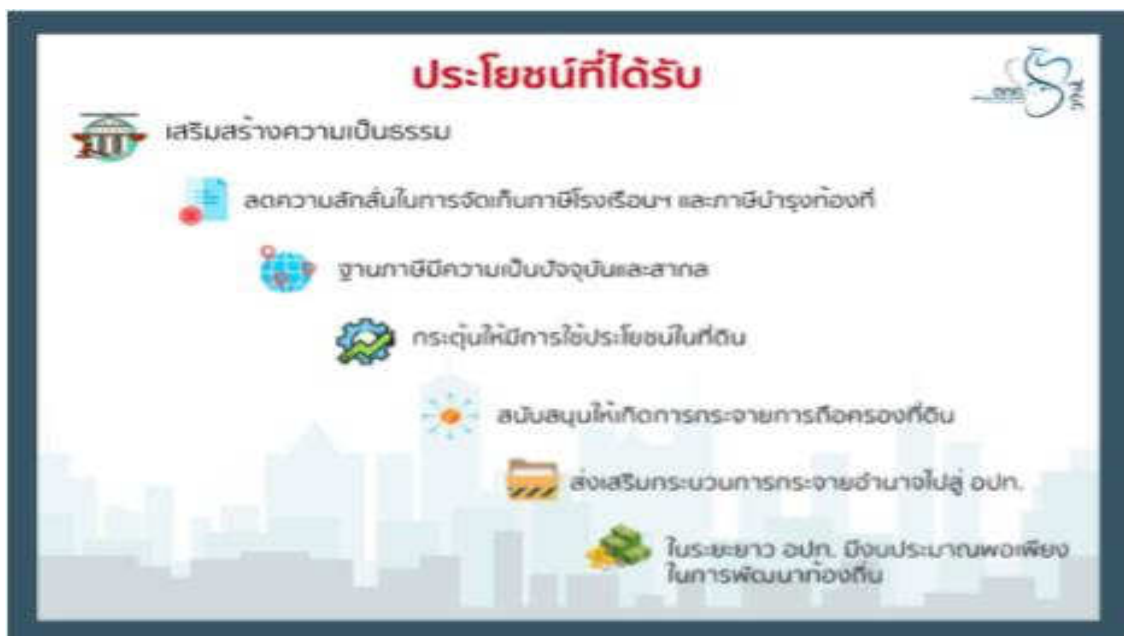 ประโยชน์ที่ได้รับ
สศค
เสริมสร้างความเป็นธรรม
ลดความลักลั่นในการจัดเก็บภาษีโรงเรือนฯ และภาษีบำรุงท้องที่
ฐานภาษีมีความเป็นปัจจุบันและสากล
กระตุ้นให้มีการใช้ประโยชน์ในที่ดิน
สนับสนุนให้เกิดการกระจายการถือครองที่ดิน
ส่งเสริมกระบวนการกระจายอำนาจไปสู่ อปท.
ในระยะยาว อปท. มีงบประมาณพอเพียง
ในการพัฒนาท้องถิ่น